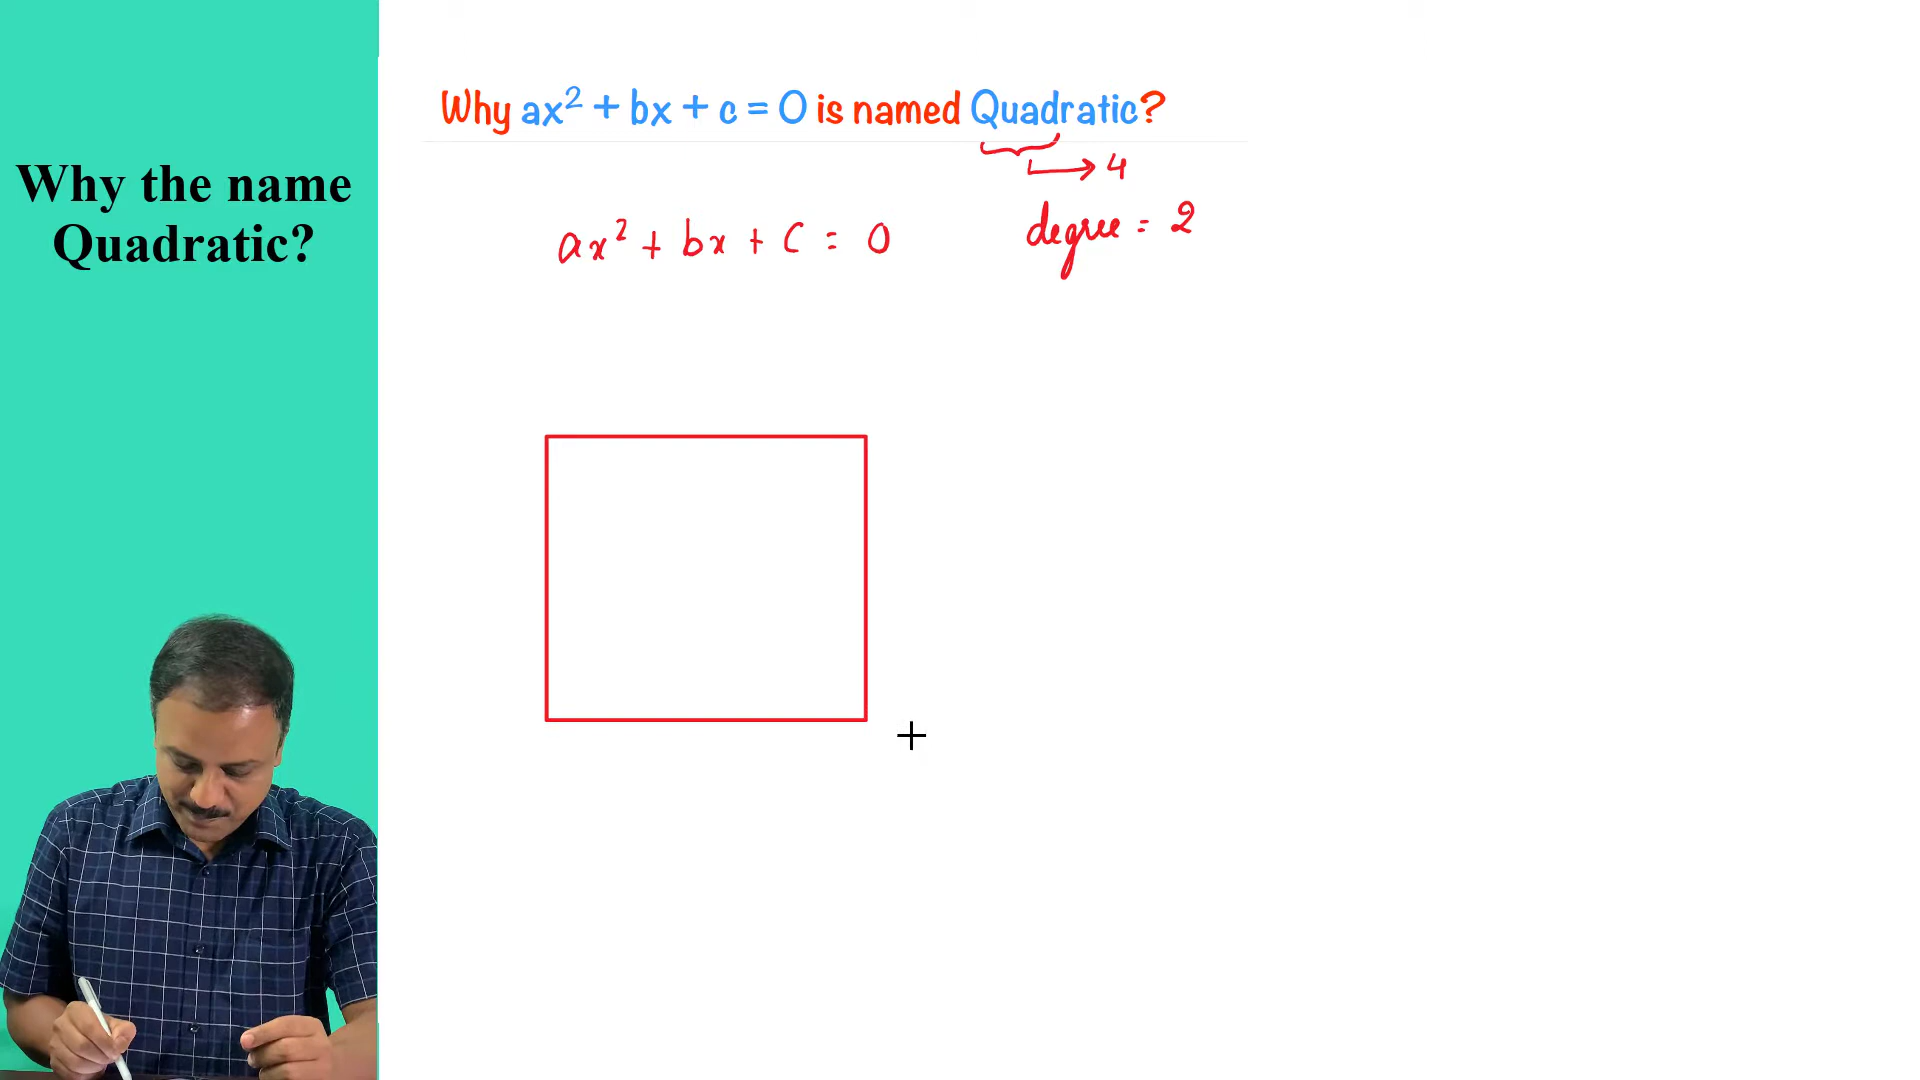 Why the name
Quadratic?
Why ax² + bx + c = 0 is named Quadratic?
→ 4
ax² + bx + c = 0
degree = 2